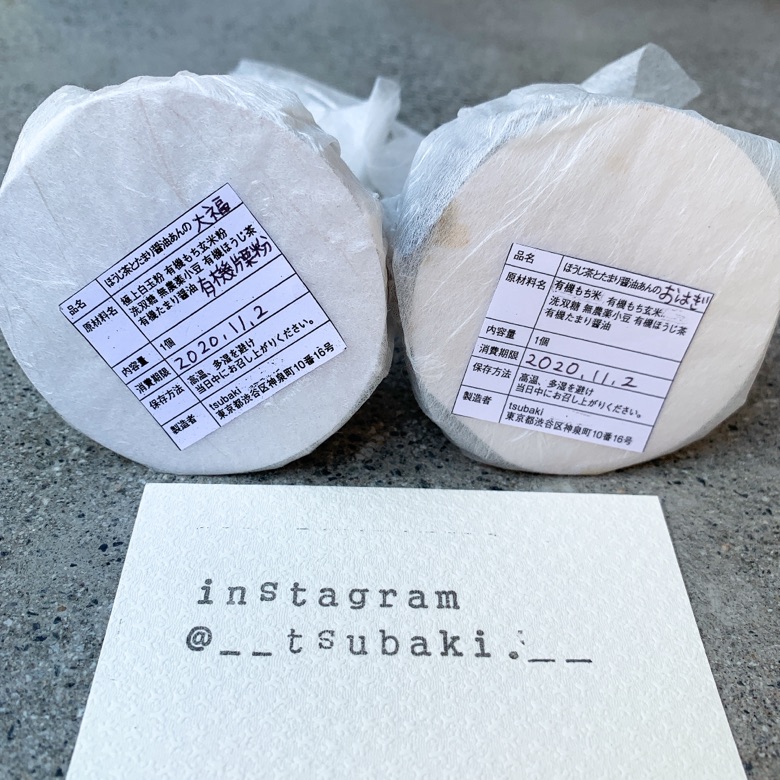 品名 ほうじ茶とたまり醤油あんの 大福
原材料名 極上白玉粉 有機もち玄米粉
洗双糖 無農薬小豆 有機ほうじ茶
有機たまり醤油 有機片栗粉
内容量 1個
消費期限 2020.11.2
保存方法 高温、多湿を避け
当日中にお召し上がりください。
製造者 tsubaki
東京都渋谷区神泉町10番16号
品名 ほうじ茶とたまり醤油あんの おはぎ
原材料名 有機もち米 有機もち玄米
洗双糖 無農薬小豆 有機ほうじ茶
有機たまり醤油
内容量 1個
消費期限 2020.11.2
保存方法 高温、多湿を避け
当日中にお召し上がりください。
製造者 tsubaki
東京都渋谷区神泉町10番16号
instagram
@__tsubaki.__